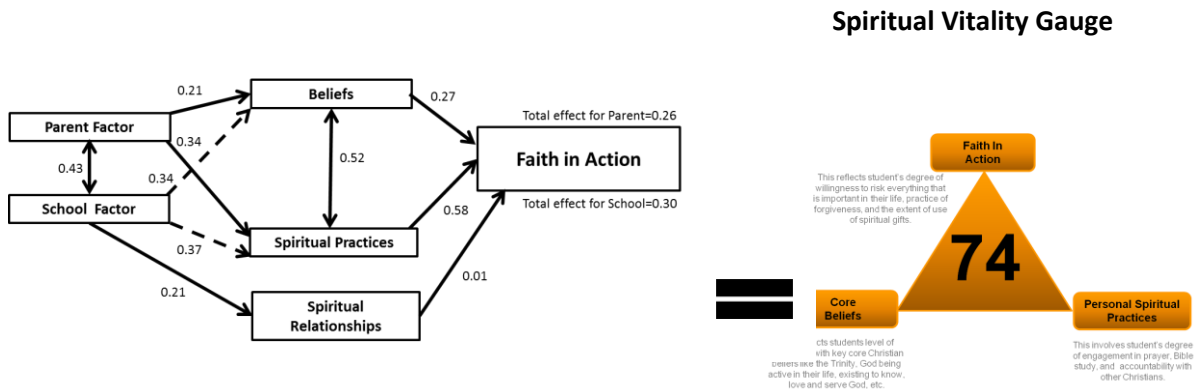 Spiritual Vitality Gauge
0.21
Beliefs
0.27
Total effect for Parent=0.26
Parent Factor
0.34
0.43
0.34
0.52
Faith in Action
School Factor
Total effect for School=0.30
0.37
Spiritual Practices
0.58
0.21
0.01
Spiritual
Relationships
Faith In
Action
This reflects student's degree of
willingness to risk everything that
is important in their life, practice of
forgiveness, and the extent of use
of spiritual gifts.
74
Core
Beliefs
cts students level of
with key core Christian
beliefs like the Trinity, God being
active in their life, existing to know,
love and serve God, etc.
Personal Spiritual
Practices
This involves student's degree
of engagement in prayer, Bible
study, and accountability with
other Christians.